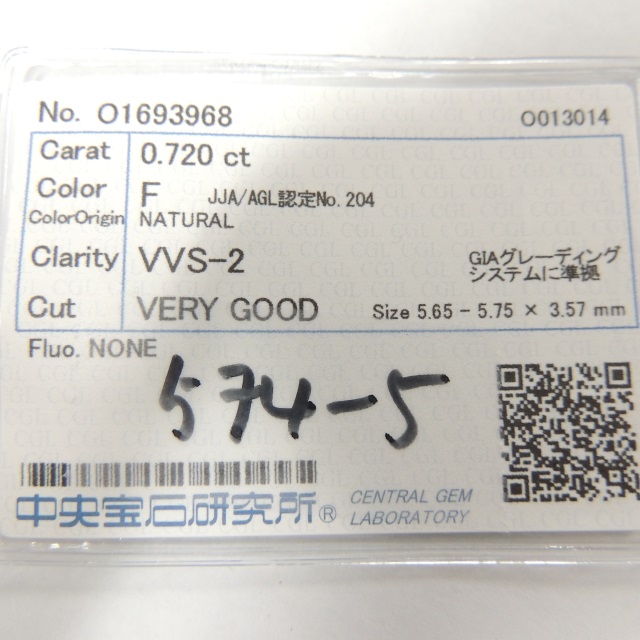 No. O1693968 O013014
Carat 0.720 ct
Color F JJA/AGL認定No.204
ColorOrigin NATURAL
Clarity VVS-2 GIAグレーディング
システムに準拠
Cut VERY GOOD Size 5.65 - 5.75 × 3.57 mm
Fluo. NONE
574-5
中央宝石研究所® CENTRAL GEM
LABORATORY